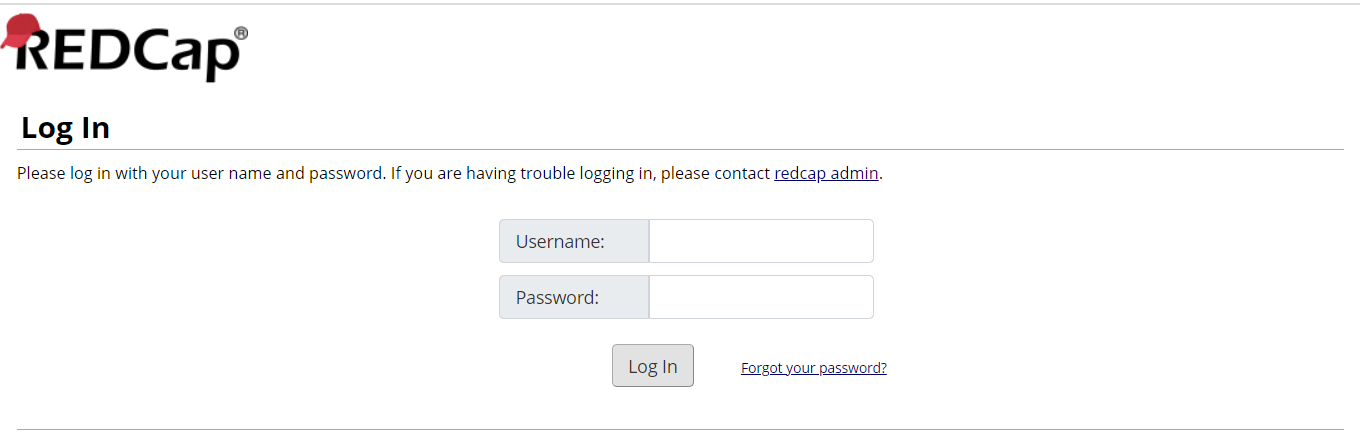 REDCap®
Log In
Please log in with your user name and password. If you are having trouble logging in, please contact redcap admin.
Username:
Password:
Log In Forgot your password?